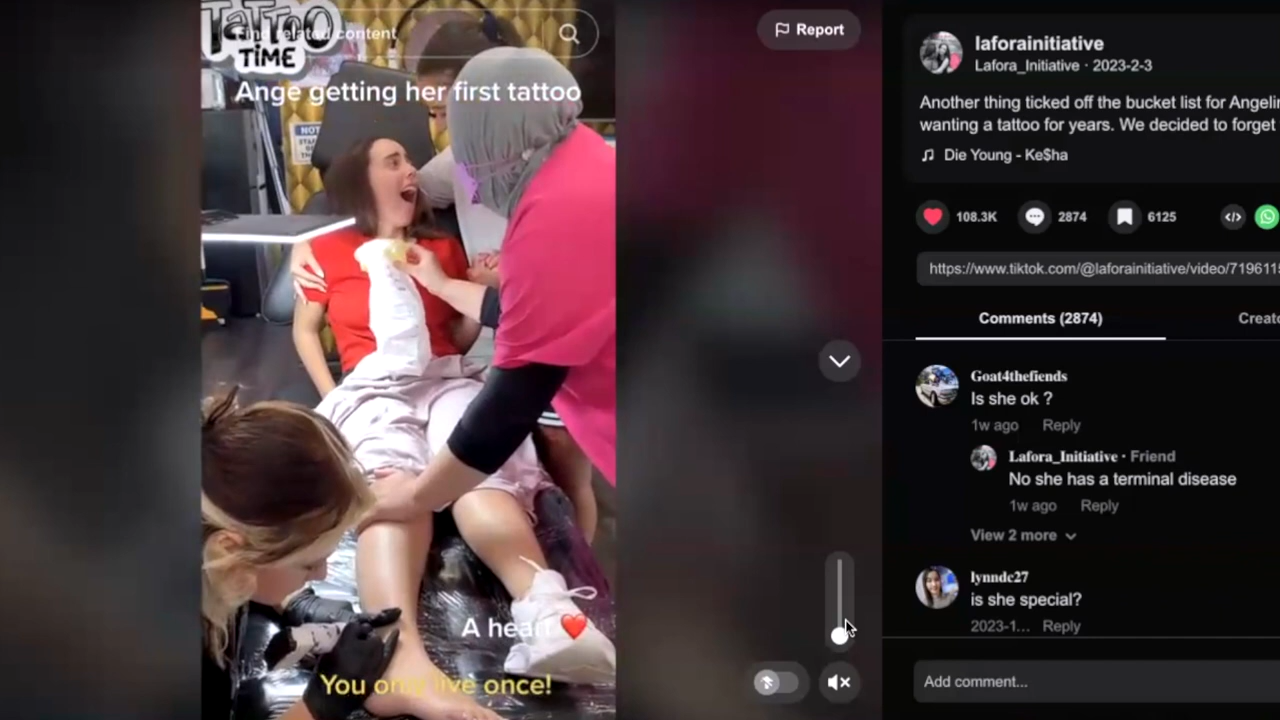 TATTOO
TIME
Find related content
Ange getting her first tattoo
NOT
A heart ❤️
You only live once!
Report
laforainitiative
Lafora_Initiative · 2023-2-3
Another thing ticked off the bucket list for Angelin
wanting a tattoo for years. We decided to forget
Die Young - Ke$ha
108.3K
2874
6125
</>
https://www.tiktok.com/@laforainitiative/video/719611
Comments (2874)
Creato
Goat4thefiends
Is she ok ?
1w ago Reply
Lafora_Initiative · Friend
No she has a terminal disease
1w ago Reply
View 2 more
lynndc27
is she special?
2023-1... Reply
Add comment...